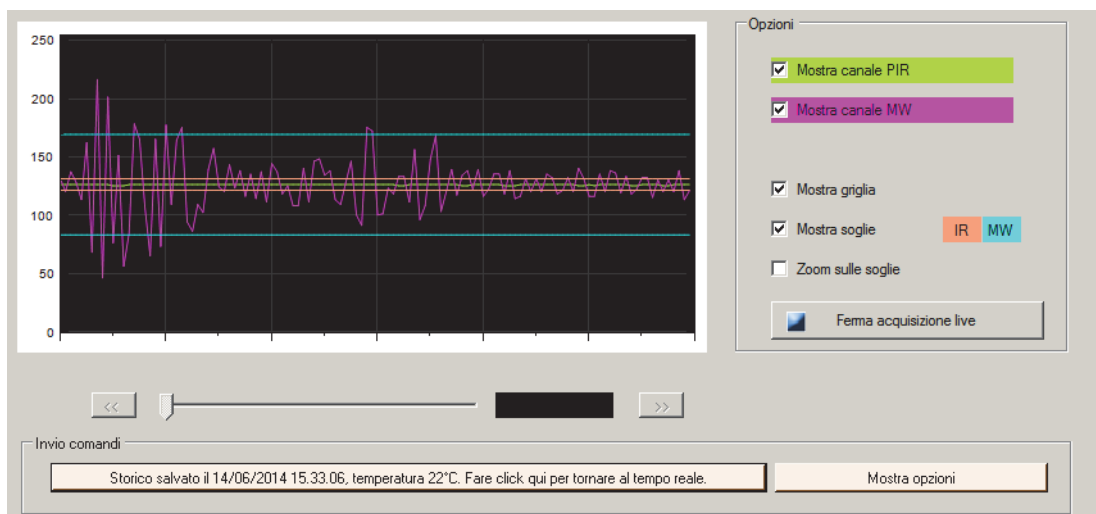 250
200
150
100
50
0
Opzioni
Mostra canale PIR
Mostra canale MW
Mostra griglia
Mostra soglie IR MW
Zoom sulle soglie
Ferma acquisizione live
<< >>
Invio comandi
Storico salvato il 14/06/2014 15.33.06, temperatura 22°C. Fare click qui per tornare al tempo reale. Mostra opzioni